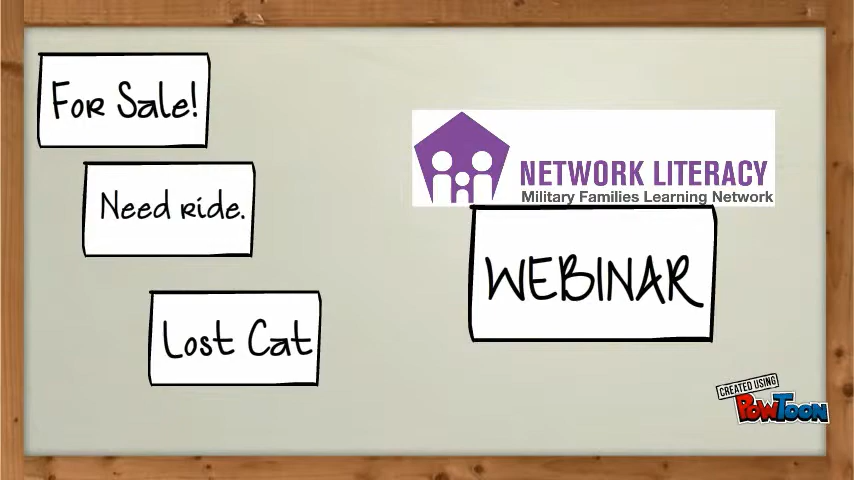 For Sale!
Need ride.
Lost Cat
NETWORK LITERACY
Military Families Learning Network
WEBINAR
CREATED USING
POWTOON